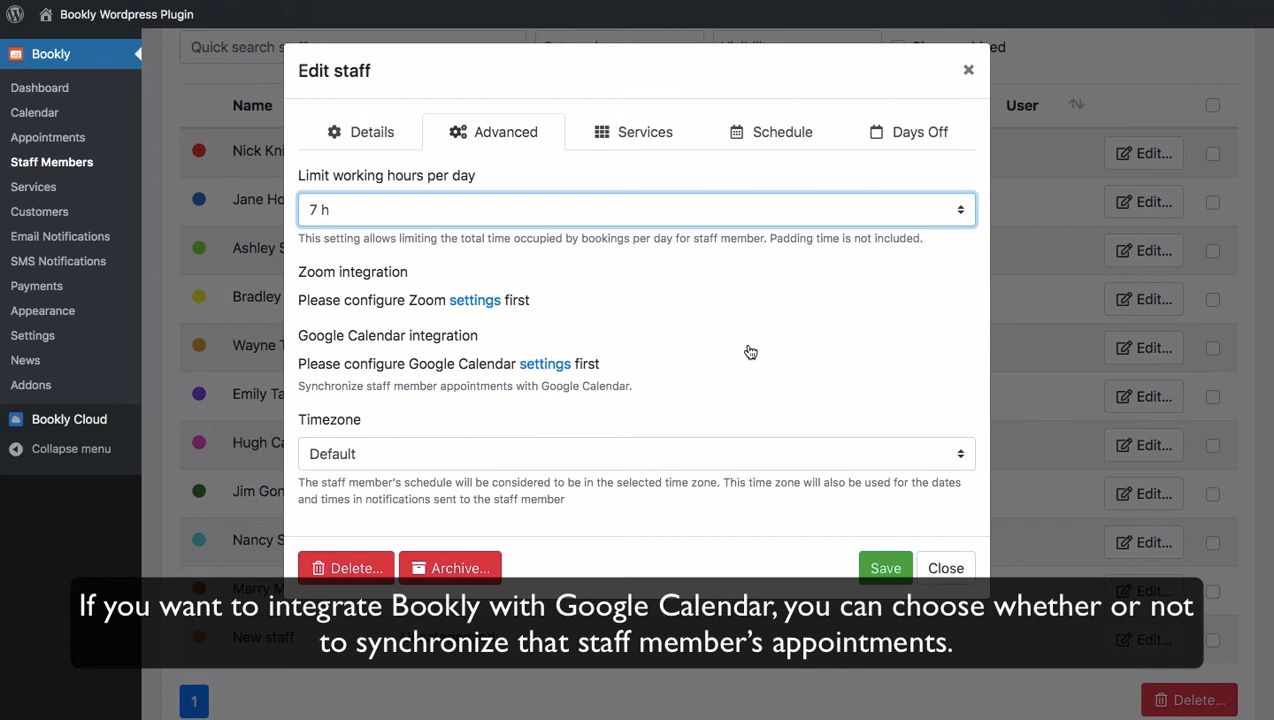 Bookly Wordpress Plugin
Bookly
Dashboard
Calendar
Appointments
Staff Members
Services
Customers
Email Notifications
SMS Notifications
Payments
Appearance
Settings
News
Addons
Bookly Cloud
Collapse menu
Quick search
Edit staff
Details
Advanced
Services
Schedule
Days Off
Limit working hours per day
7 h
This setting allows limiting the total time occupied by bookings per day for staff member. Padding time is not included.
Zoom integration
Please configure Zoom settings first
Google Calendar integration
Please configure Google Calendar settings first
Synchronize staff member appointments with Google Calendar.
Timezone
Default
The staff member's schedule will be considered to be in the selected time zone. This time zone will also be used for the dates
and times in notifications sent to the staff member
Delete...
Archive...
Save
Close
Name
User
Nick Kni
Edit...
Jane Ho
Edit...
Ashley S
Edit...
Bradley
Edit...
Wayne T
Edit...
Emily Ta
Edit...
Hugh Ca
Edit...
Jim Gon
Edit...
Nancy S
Edit...
Marry M
Edit...
New staff
Edit...
If you want to integrate Bookly with Google Calendar, you can choose whether or not
to synchronize that staff member's appointments.
1
Delete...